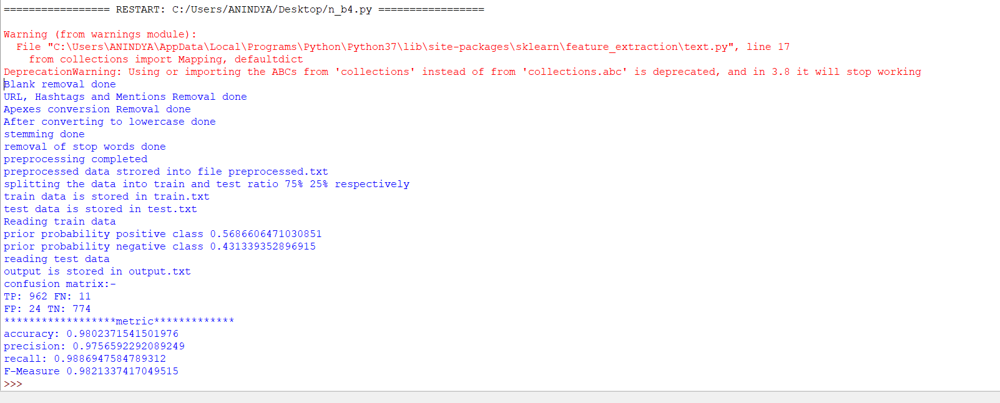 ================= RESTART: C:/Users/ANINDYA/Desktop/n_b4.py =================
Warning (from warnings module):
  File "C:\Users\ANINDYA\AppData\Local\Programs\Python\Python37\lib\site-packages\sklearn\feature_extraction\text.py", line 17
    from collections import Mapping, defaultdict
DeprecationWarning: Using or importing the ABCs from 'collections' instead of from 'collections.abc' is deprecated, and in 3.8 it will stop working
Blank removal done
URL, Hashtags and Mentions Removal done
Apexes conversion Removal done
After converting to lowercase done
stemming done
removal of stop words done
preprocessing completed
preprocessed data strored into file preprocessed.txt
splitting the data into train and test ratio 75% 25% respectively
train data is stored in train.txt
test data is stored in test.txt
Reading train data
prior probability positive class 0.5686606471030851
prior probability negative class 0.431339352896915
reading test data
output is stored in output.txt
confusion matrix:-
TP: 962 FN: 11
FP: 24 TN: 774
******************metric*************
accuracy: 0.9802371541501976
precision: 0.9756592292089249
recall: 0.9886947584789312
F-Measure 0.9821337417049515
>>>